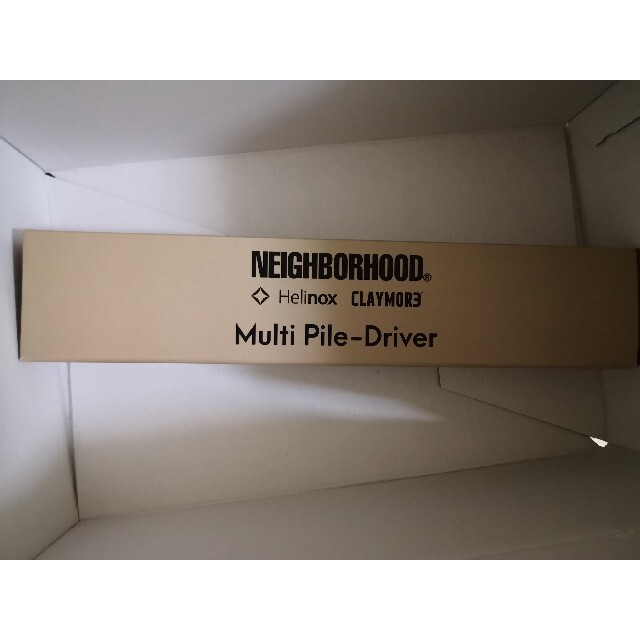 NEIGHBORHOOD®
Helinox CLAYMORE
Multi Pile-Driver